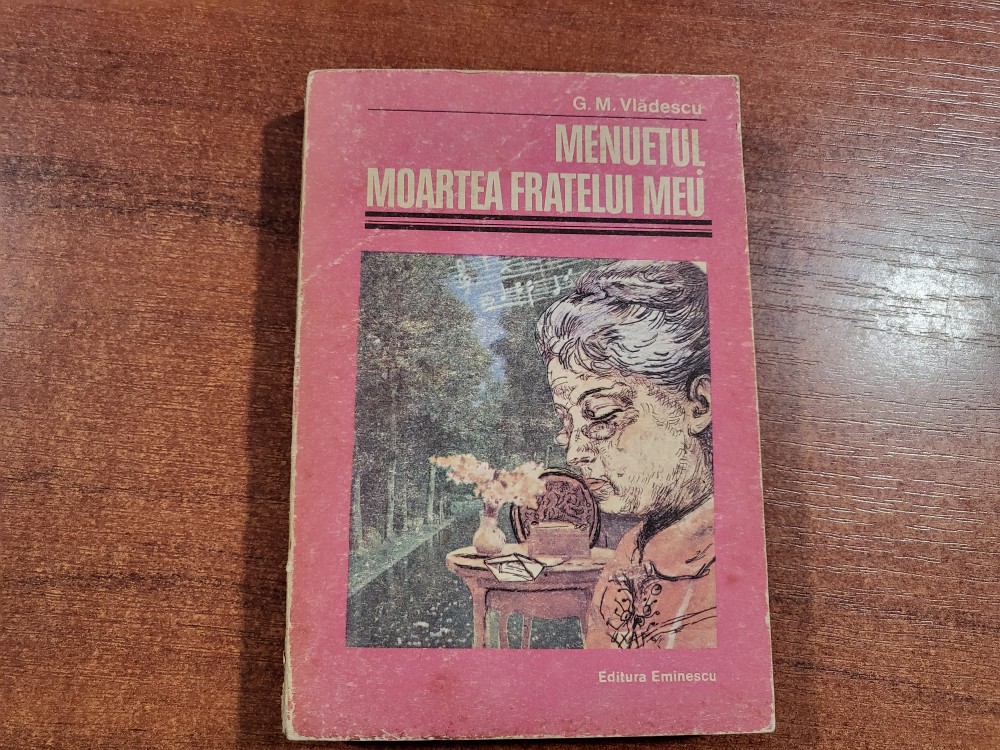 G. M. Vlădescu
MENUETUL
MOARTEA FRATELUI MEU
Editura Eminescu